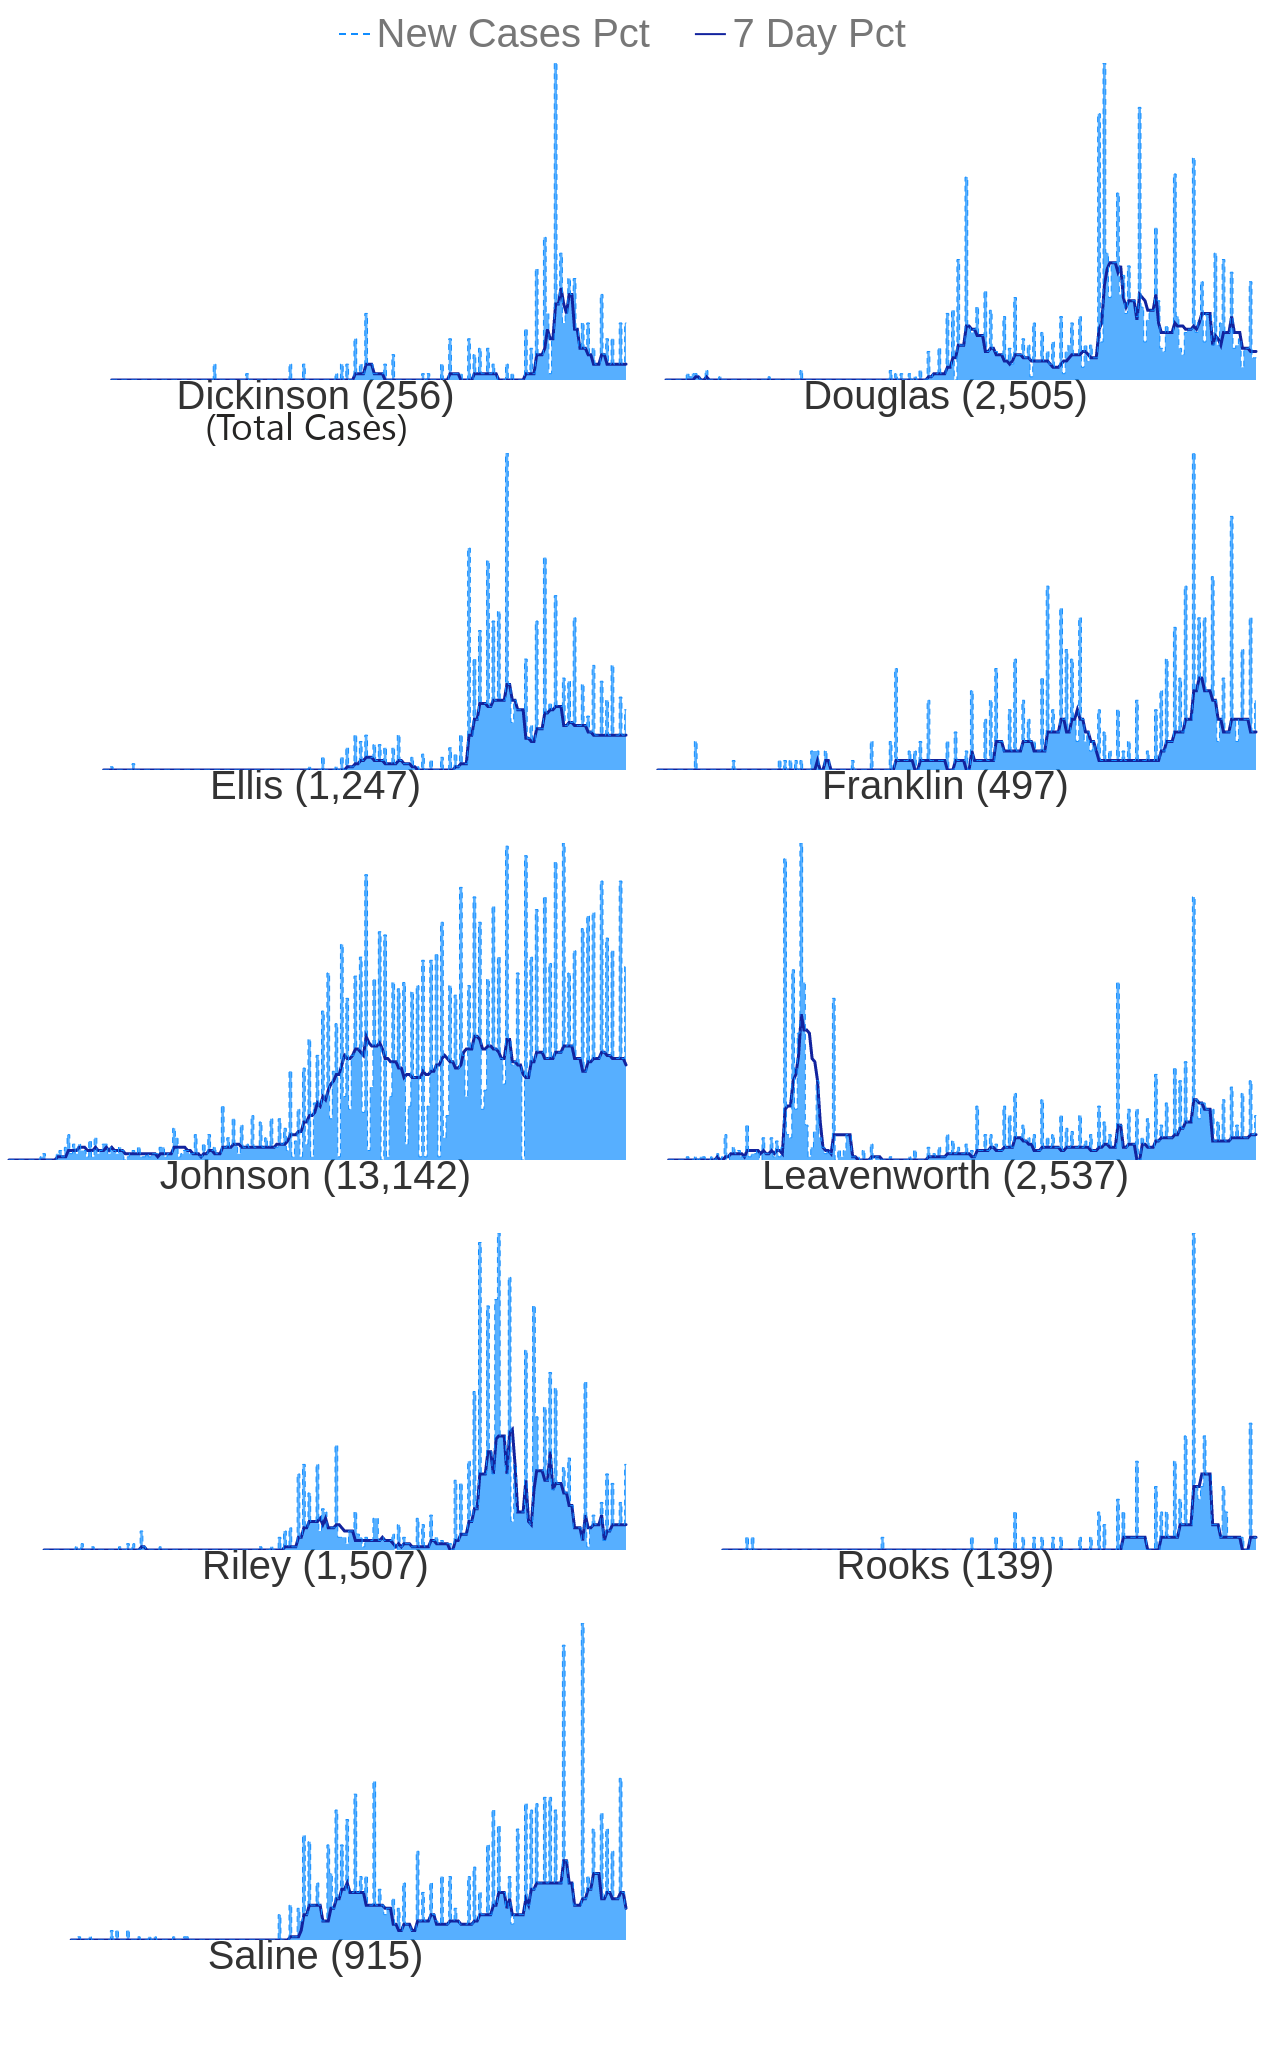 New Cases Pct 7 Day Pct
Dickinson (256) Douglas (2,505)
(Total Cases)
Ellis (1,247) Franklin (497)
Johnson (13,142) Leavenworth (2,537)
Riley (1,507) Rooks (139)
Saline (915)